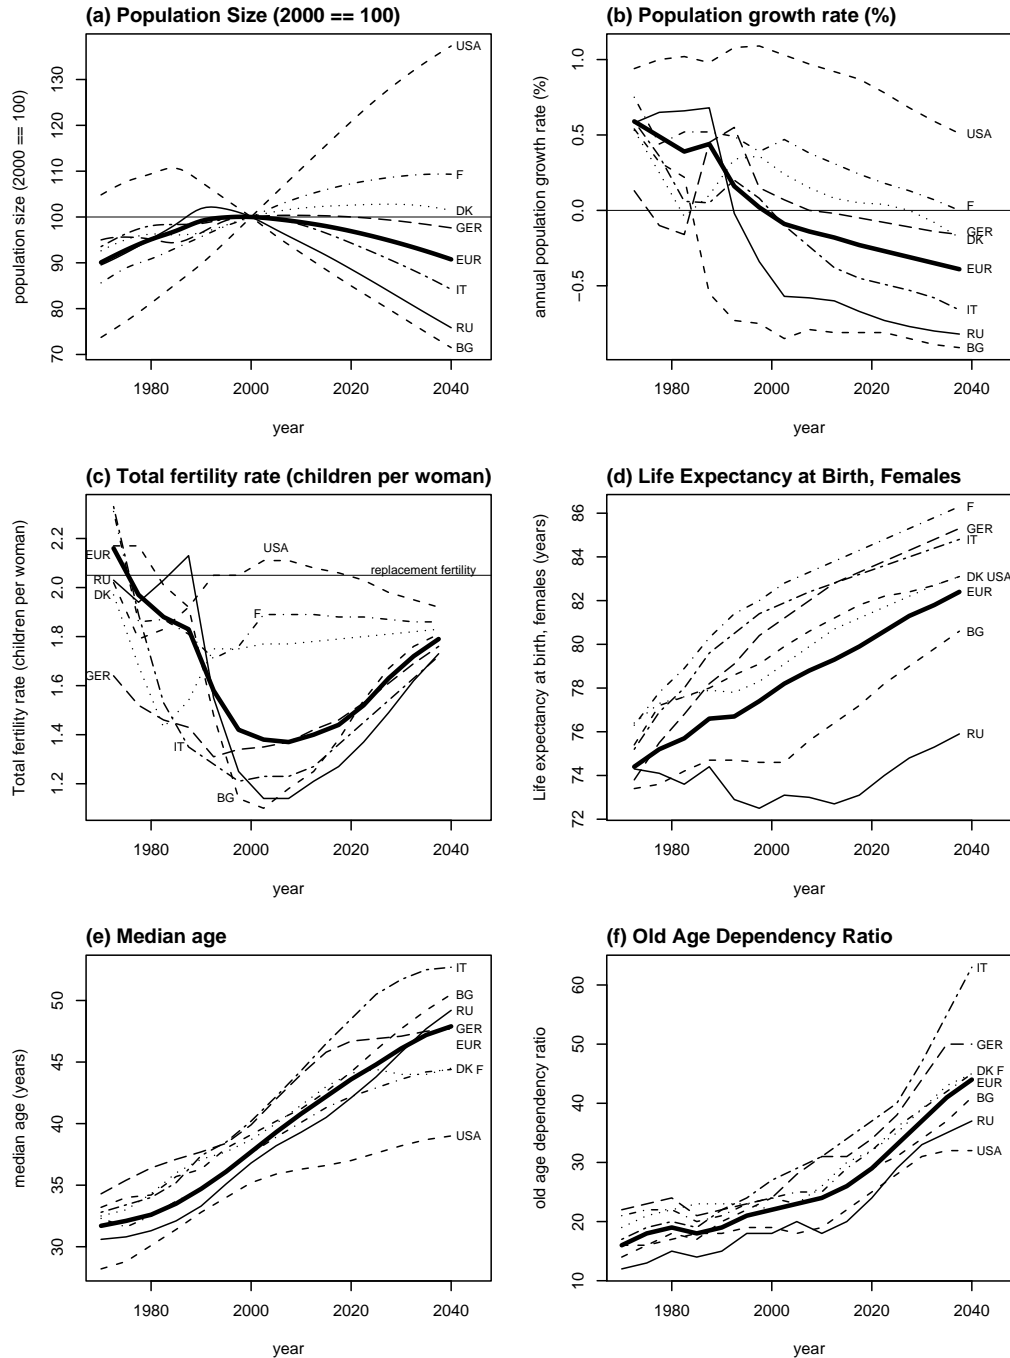 (a) Population Size (2000 == 100)
population size (2000 == 100)
130
120
110
100
90
80
70
USA
F
DK
GER
EUR
IT
RU
BG
1980 2000 2020 2040
year
(b) Population growth rate (%)
annual population growth rate (%)
1.0
0.5
0.0
−0.5
USA
F
GER
DK
EUR
IT
RU
BG
1980 2000 2020 2040
year
(c) Total fertility rate (children per woman)
Total fertility rate (children per woman)
2.2
2.0
1.8
1.6
1.4
1.2
EUR
RU
DK
GER
IT
BG
F
USA
replacement fertility
1980 2000 2020 2040
year
(d) Life Expectancy at Birth, Females
Life expectancy at birth, females (years)
86
84
82
80
78
76
74
72
F
GER
IT
DK USA
EUR
BG
RU
1980 2000 2020 2040
year
(e) Median age
median age (years)
50
45
40
35
30
IT
BG
RU
GER
EUR
DK F
USA
1980 2000 2020 2040
year
(f) Old Age Dependency Ratio
old age dependency ratio
60
50
40
30
20
10
IT
GER
DK F
EUR
BG
RU
USA
1980 2000 2020 2040
year